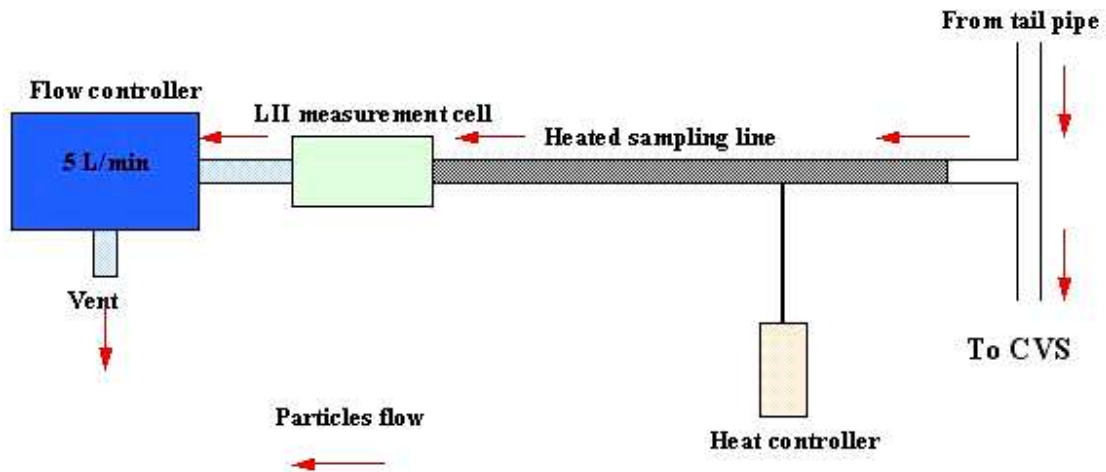 From tail pipe
Flow controller
LII measurement cell
Heated sampling line
5 L/min
Vent
To CVS
Particles flow
Heat controller